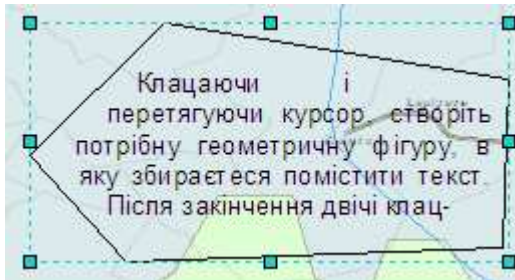 Клацаючи і
перетягуючи курсор, створіть
потрібну геометричну фігуру, в
яку збираєтеся помістити текст.
Після закінчення двічі клац-